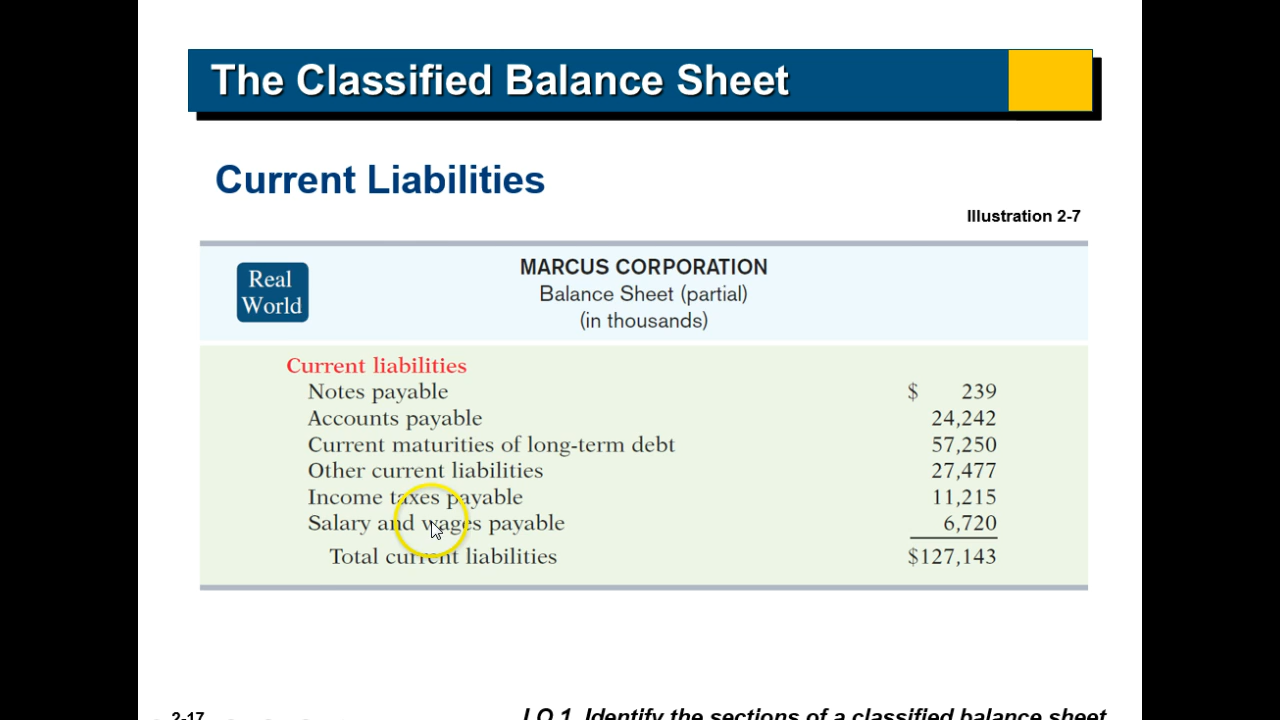 The Classified Balance Sheet
Current Liabilities
Illustration 2-7
Real
World
MARCUS CORPORATION
Balance Sheet (partial)
(in thousands)
Current liabilities
Notes payable $ 239
Accounts payable 24,242
Current maturities of long-term debt 57,250
Other current liabilities 27,477
Income taxes payable 11,215
Salary and wages payable 6,720
Total current liabilities $127,143
2-17 LO 1 Identify the sections of a classified balance sheet